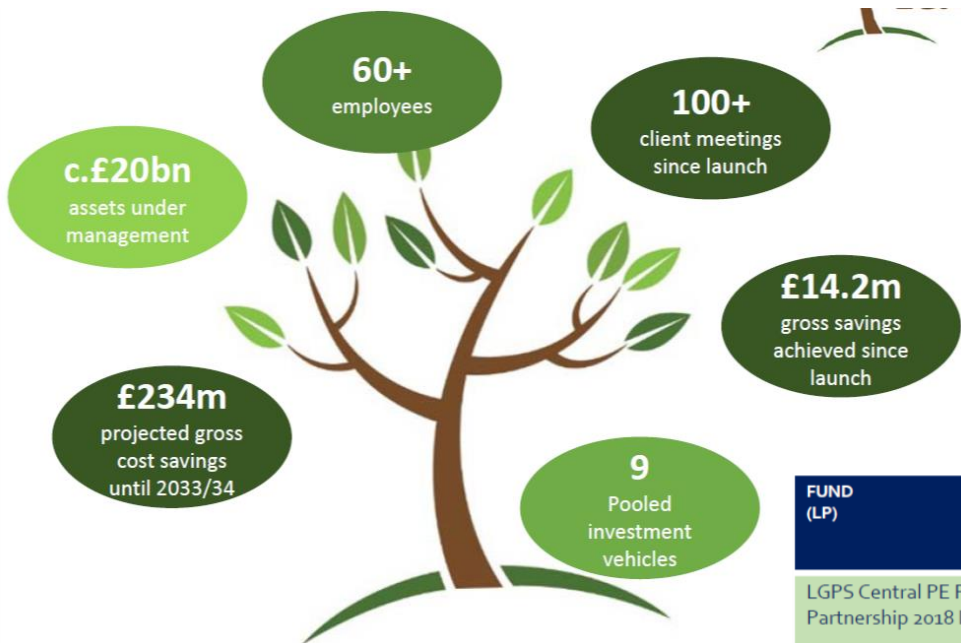 60+
employees
100+
client meetings
since launch
c.£20bn
assets under
management
£14.2m
gross savings
achieved since
launch
£234m
projected gross
cost savings
until 2033/34
9
Pooled
investment
vehicles
FUND
(LP)
LGPS Central PE
Partnership 2018